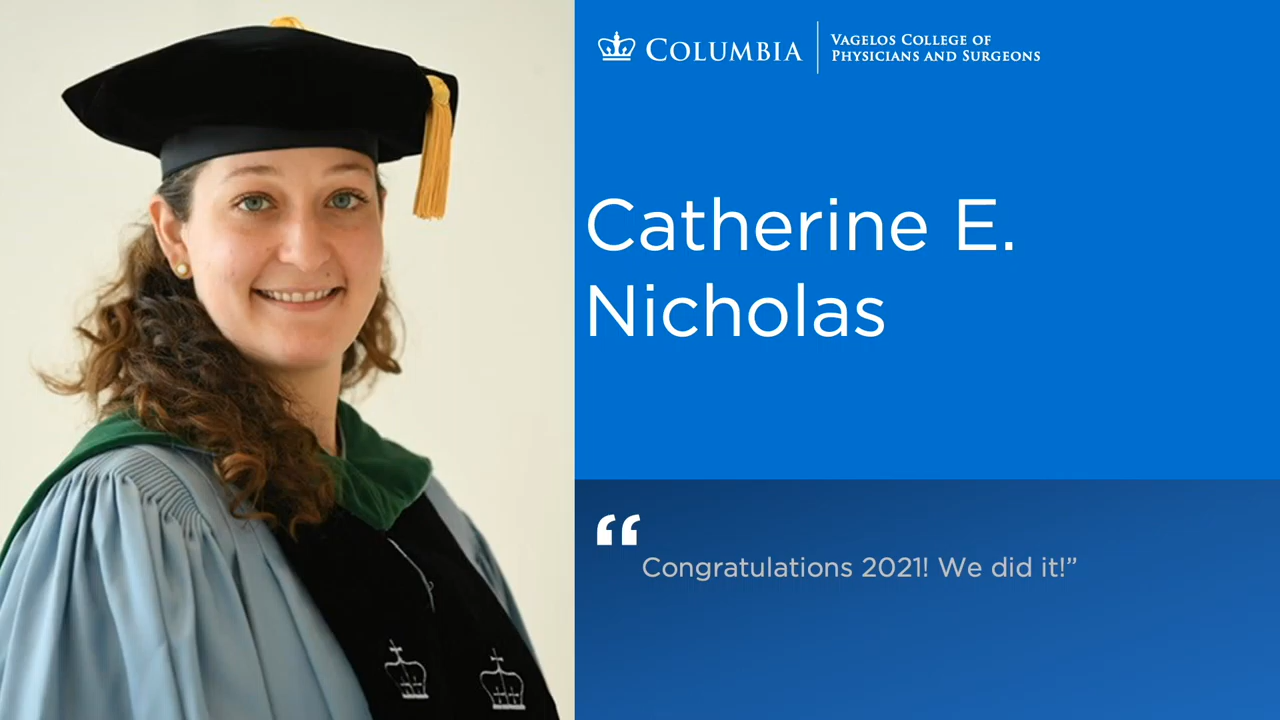 COLUMBIA
VAGELOS COLLEGE OF
PHYSICIANS AND SURGEONS
Catherine E.
Nicholas
“
Congratulations 2021! We did it!”